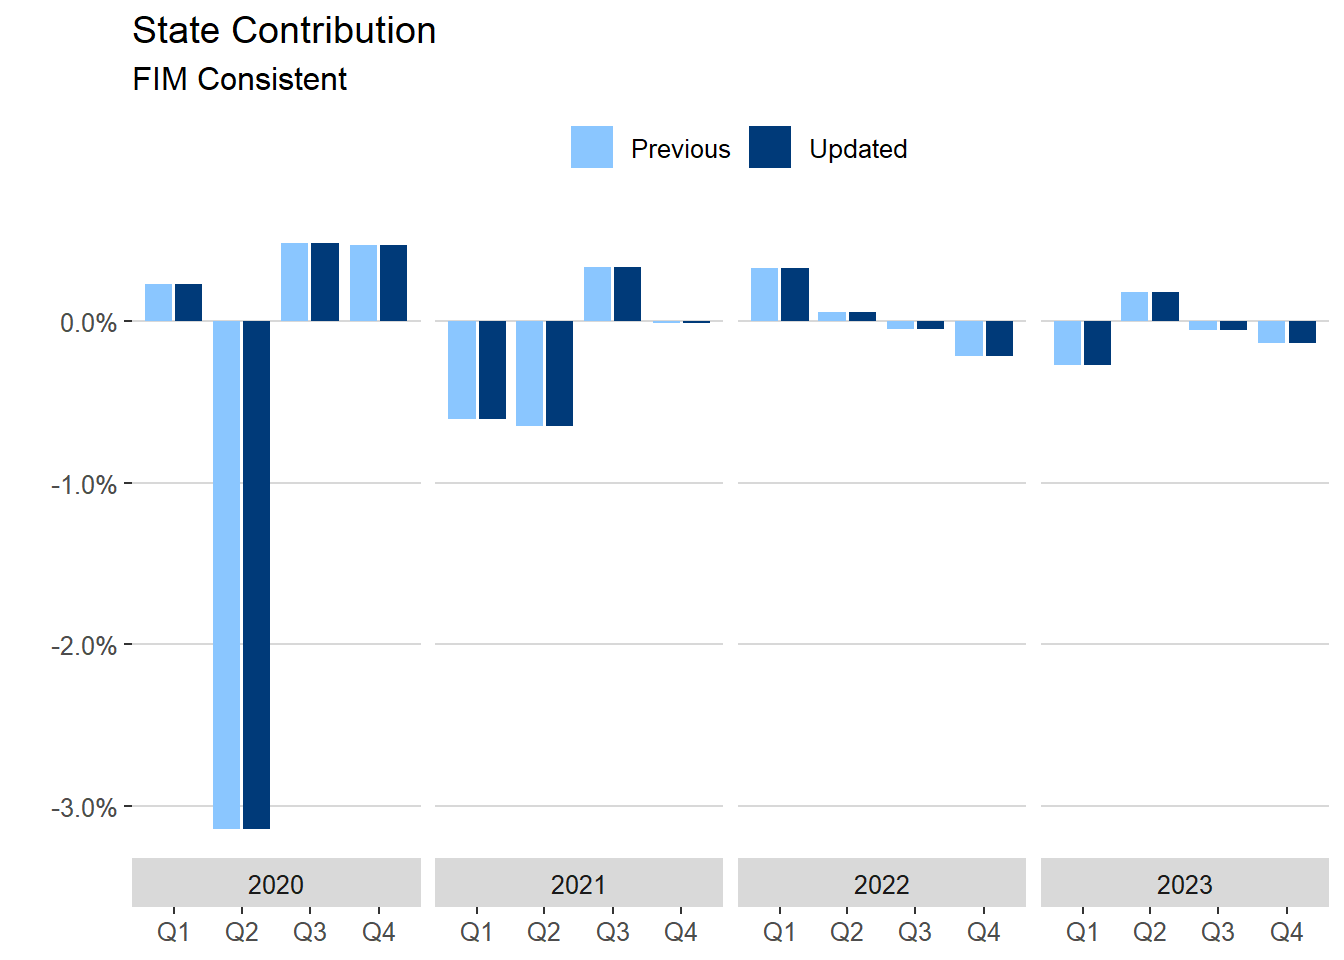 State Contribution
FIM Consistent
Previous Updated
0.0%
-1.0%
-2.0%
-3.0%
2020 2021 2022 2023
Q1 Q2 Q3 Q4 Q1 Q2 Q3 Q4 Q1 Q2 Q3 Q4 Q1 Q2 Q3 Q4